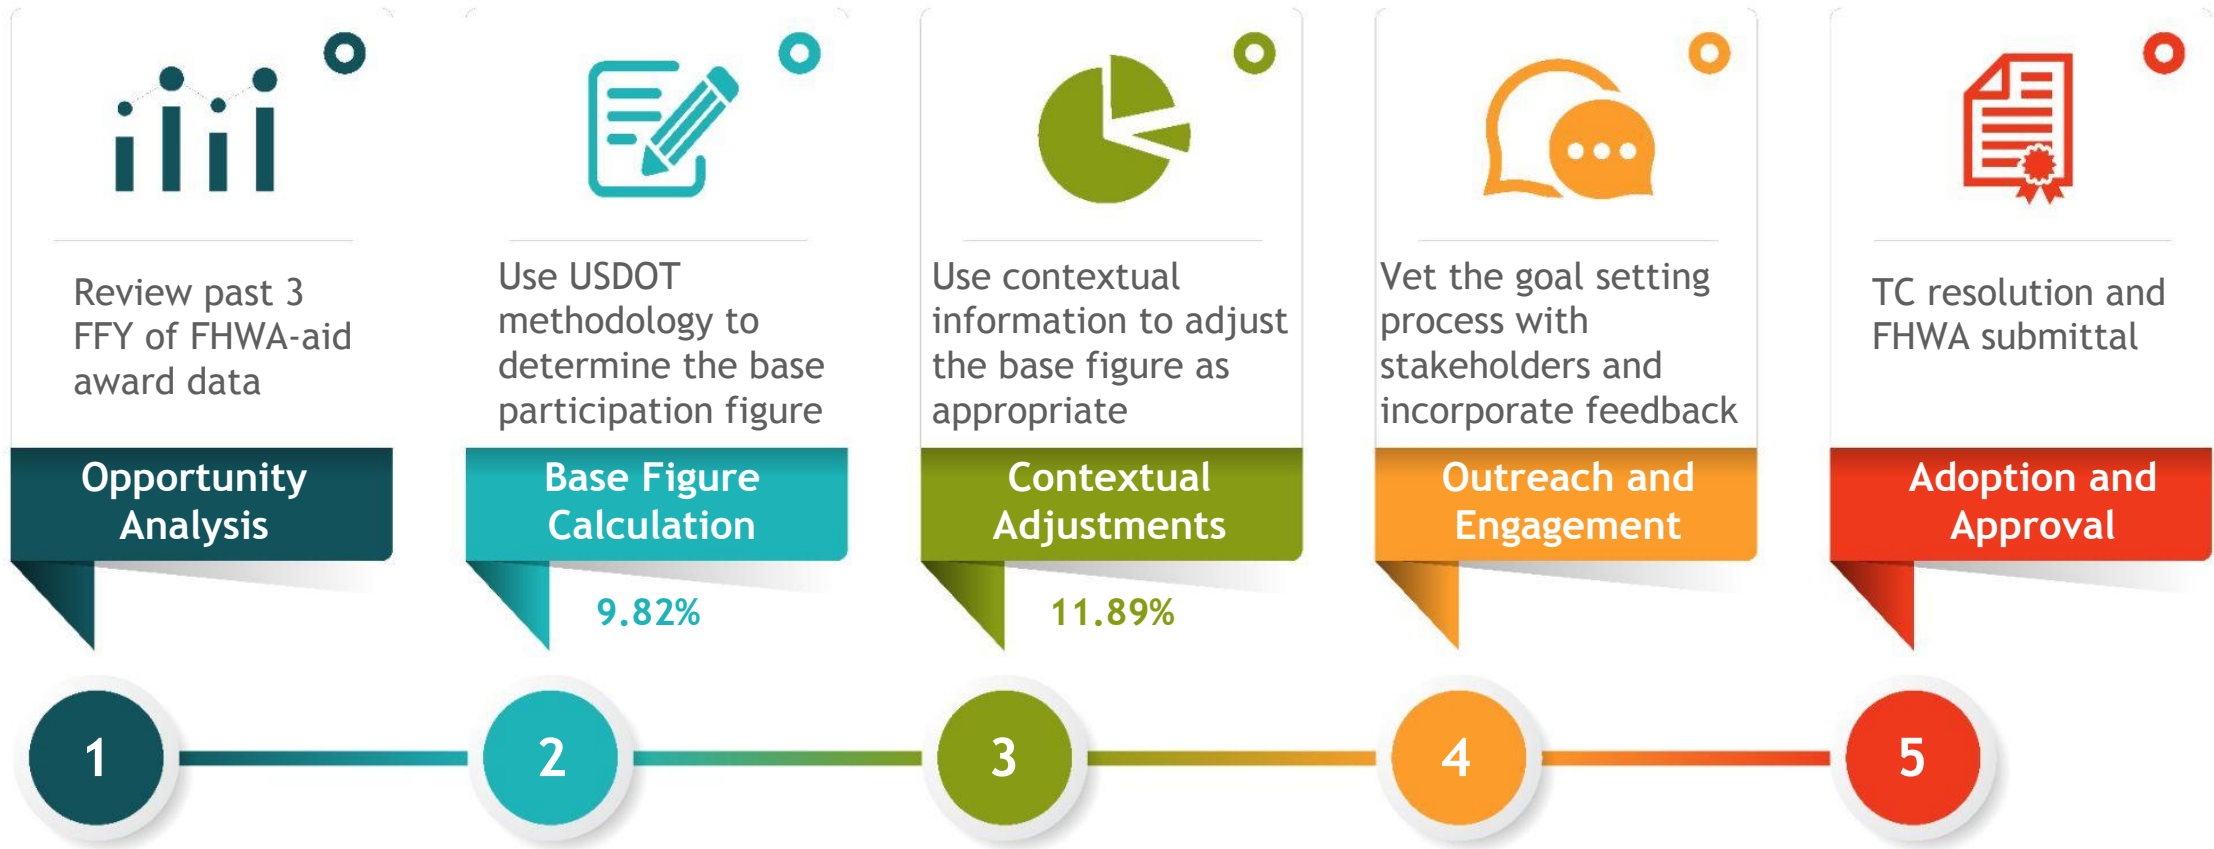 Review past 3
FFY of FHWA-aid
award data
Opportunity
Analysis
1
Use USDOT
methodology to
determine the base
participation figure
Base Figure
Calculation
9.82%
2
Use contextual
information to adjust
the base figure as
appropriate
Contextual
Adjustments
11.89%
3
Vet the goal setting
process with
stakeholders and
incorporate feedback
Outreach and
Engagement
4
TC resolution and
FHWA submittal
Adoption and
Approval
5